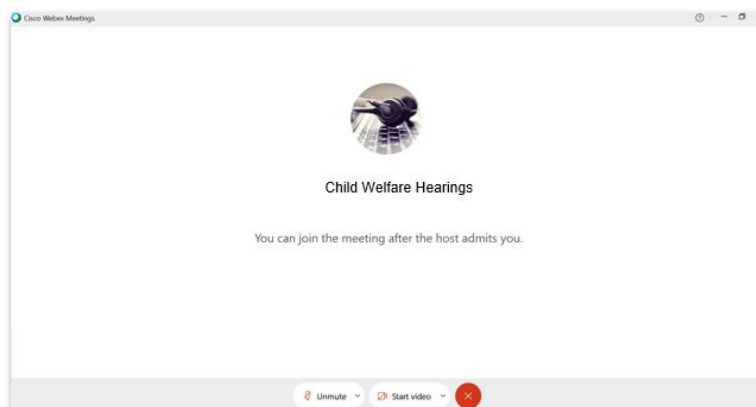 Cisco Webex Meetings
Child Welfare Hearings
You can join the meeting after the host admits you.
Unmute
Start video